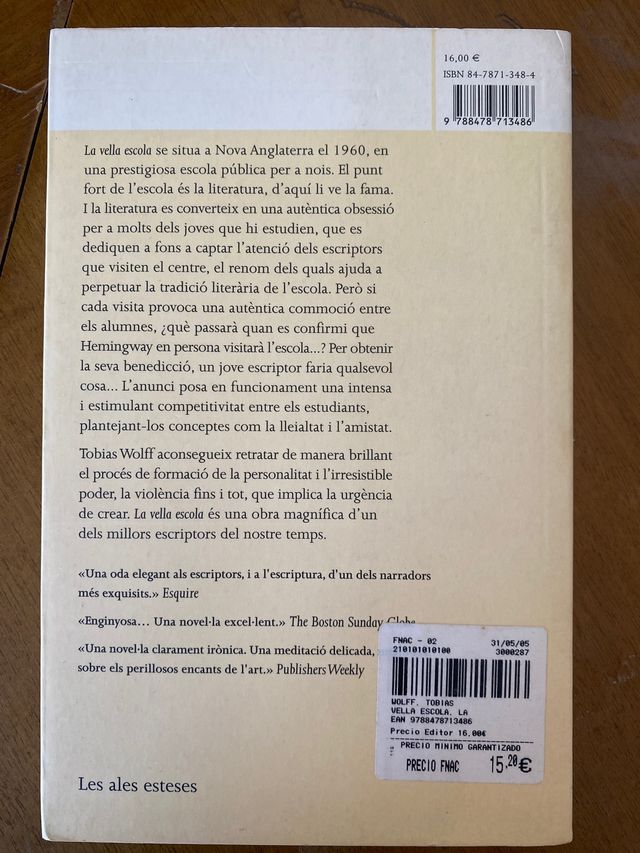 16,00 €
ISBN 84-7871-348-4
9 788478 713486
La vella escola se situa a Nova Anglaterra el 1960, en
una prestigiosa escola pública per a nois. El punt
fort de l'escola és la literatura, d'aquí li ve la fama.
I la literatura es converteix en una autèntica obsessió
per a molts dels joves que hi estudien, que es
dediquen a fons a captar l'atenció dels escriptors
que visiten el centre, el renom dels quals ajuda a
perpetuar la tradició literària de l'escola. Però si
cada visita provoca una autèntica commoció entre
els alumnes, ¿què passarà quan es confirmi que
Hemingway en persona visitarà l'escola...? Per obtenir
la seva benedicció, un jove escriptor faria qualsevol
cosa... L'anunci posa en funcionament una intensa
i estimulant competitivitat entre els estudiants,
plantejant-los conceptes com la lleialtat i l'amistat.
Tobias Wolff aconsegueix retratar de manera brillant
el procés de formació de la personalitat i l'irresistible
poder, la violència fins i tot, que implica la urgència
de crear. La vella escola és una obra magnífica d'un
dels millors escriptors del nostre temps.
«Una oda elegant als escriptors, i a l'escriptura, d'un dels narradors
més exquisits.» Esquire
«Enginyosa... Una novel·la excel·lent.» The Boston Sunday Globe
«Una novel·la clarament irònica. Una meditació delicada,
sobre els perillosos encants de l'art.» Publishers Weekly
FNAC - 02 31/05/05
210101010100 3000287
WOLFF, TOBIAS
VELLA ESCOLA, LA
EAN 9788478713486
Precio Editor 16,00€
PRECIO MINIMO GARANTIZADO
PRECIO FNAC 15,20€
Les ales esteses